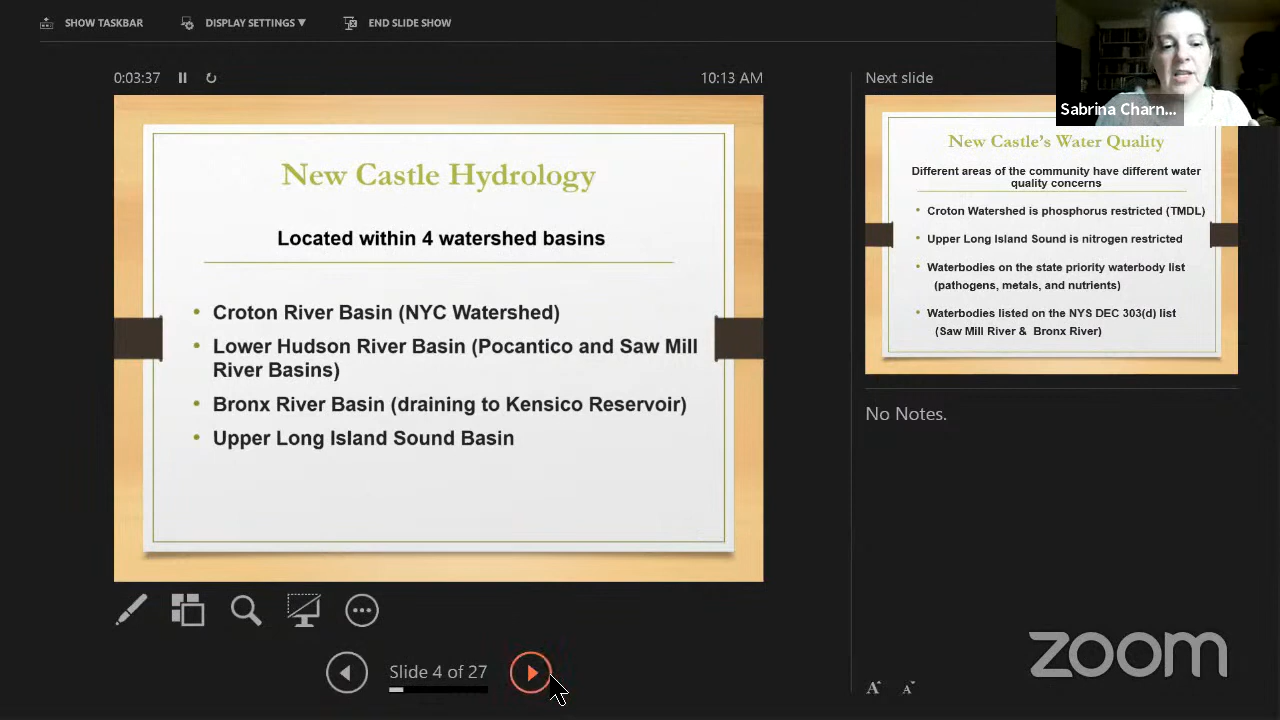 SHOW TASKBAR
DISPLAY SETTINGS ▼
END SLIDE SHOW
0:03:37
10:13 AM
New Castle Hydrology
Located within 4 watershed basins
• Croton River Basin (NYC Watershed)
• Lower Hudson River Basin (Pocantico and Saw Mill
River Basins)
• Bronx River Basin (draining to Kensico Reservoir)
• Upper Long Island Sound Basin
Slide 4 of 27
Next slide
Sabrina Charn...
New Castle's Water Quality
Different areas of the community have different water
quality concerns
• Croton Watershed is phosphorus restricted (TMDL)
• Upper Long Island Sound is nitrogen restricted
• Waterbodies on the state priority waterbody list
(pathogens, metals, and nutrients)
• Waterbodies listed on the NYS DEC 303(d) list
(Saw Mill River & Bronx River)
No Notes.
A A
zoom